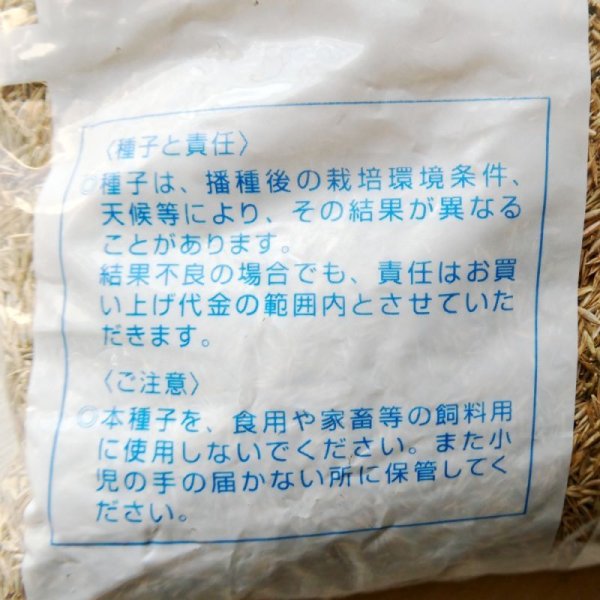 〈種子と責任〉
◎種子は、播種後の栽培環境条件、
天候等により、その結果が異なる
ことがあります。
結果不良の場合でも、責任はお買
い上げ代金の範囲内とさせていた
だきます。
〈ご注意〉
◎本種子を、食用や家畜等の飼料用
に使用しないでください。また小
児の手の届かない所に保管してく
ださい。